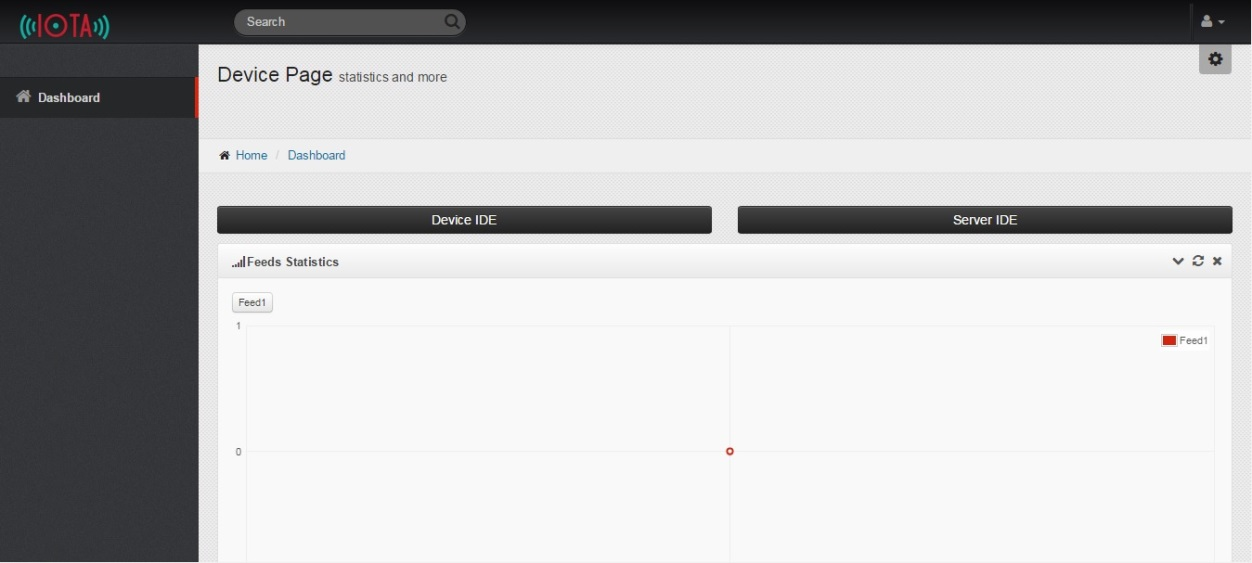 IOTA
Search
Device Page statistics and more
Dashboard
Home / Dashboard
Device IDE
Server IDE
Feeds Statistics
Feed1
1
Feed1
0